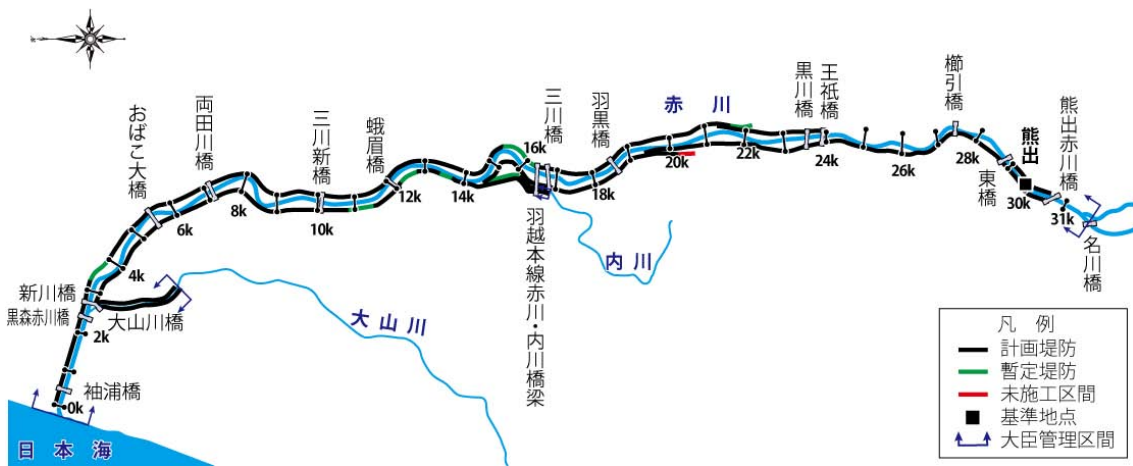 おばこ大橋
両田川橋
三川新橋
蛾眉橋
三川橋
羽黒橋
赤川
黒川橋
王祇橋
櫛引橋
熊出
熊出赤川橋
16k
20k
22k
24k
26k
28k
東橋
30k
31k
名川橋
18k
12k
14k
10k
8k
6k
4k
羽越本線赤川・内川橋梁
内川
新川橋
黒森赤川橋
大山川橋
2k
大山川
袖浦橋
0k
日本海
凡例
計画堤防
暫定堤防
未施工区間
基準地点
大臣管理区間